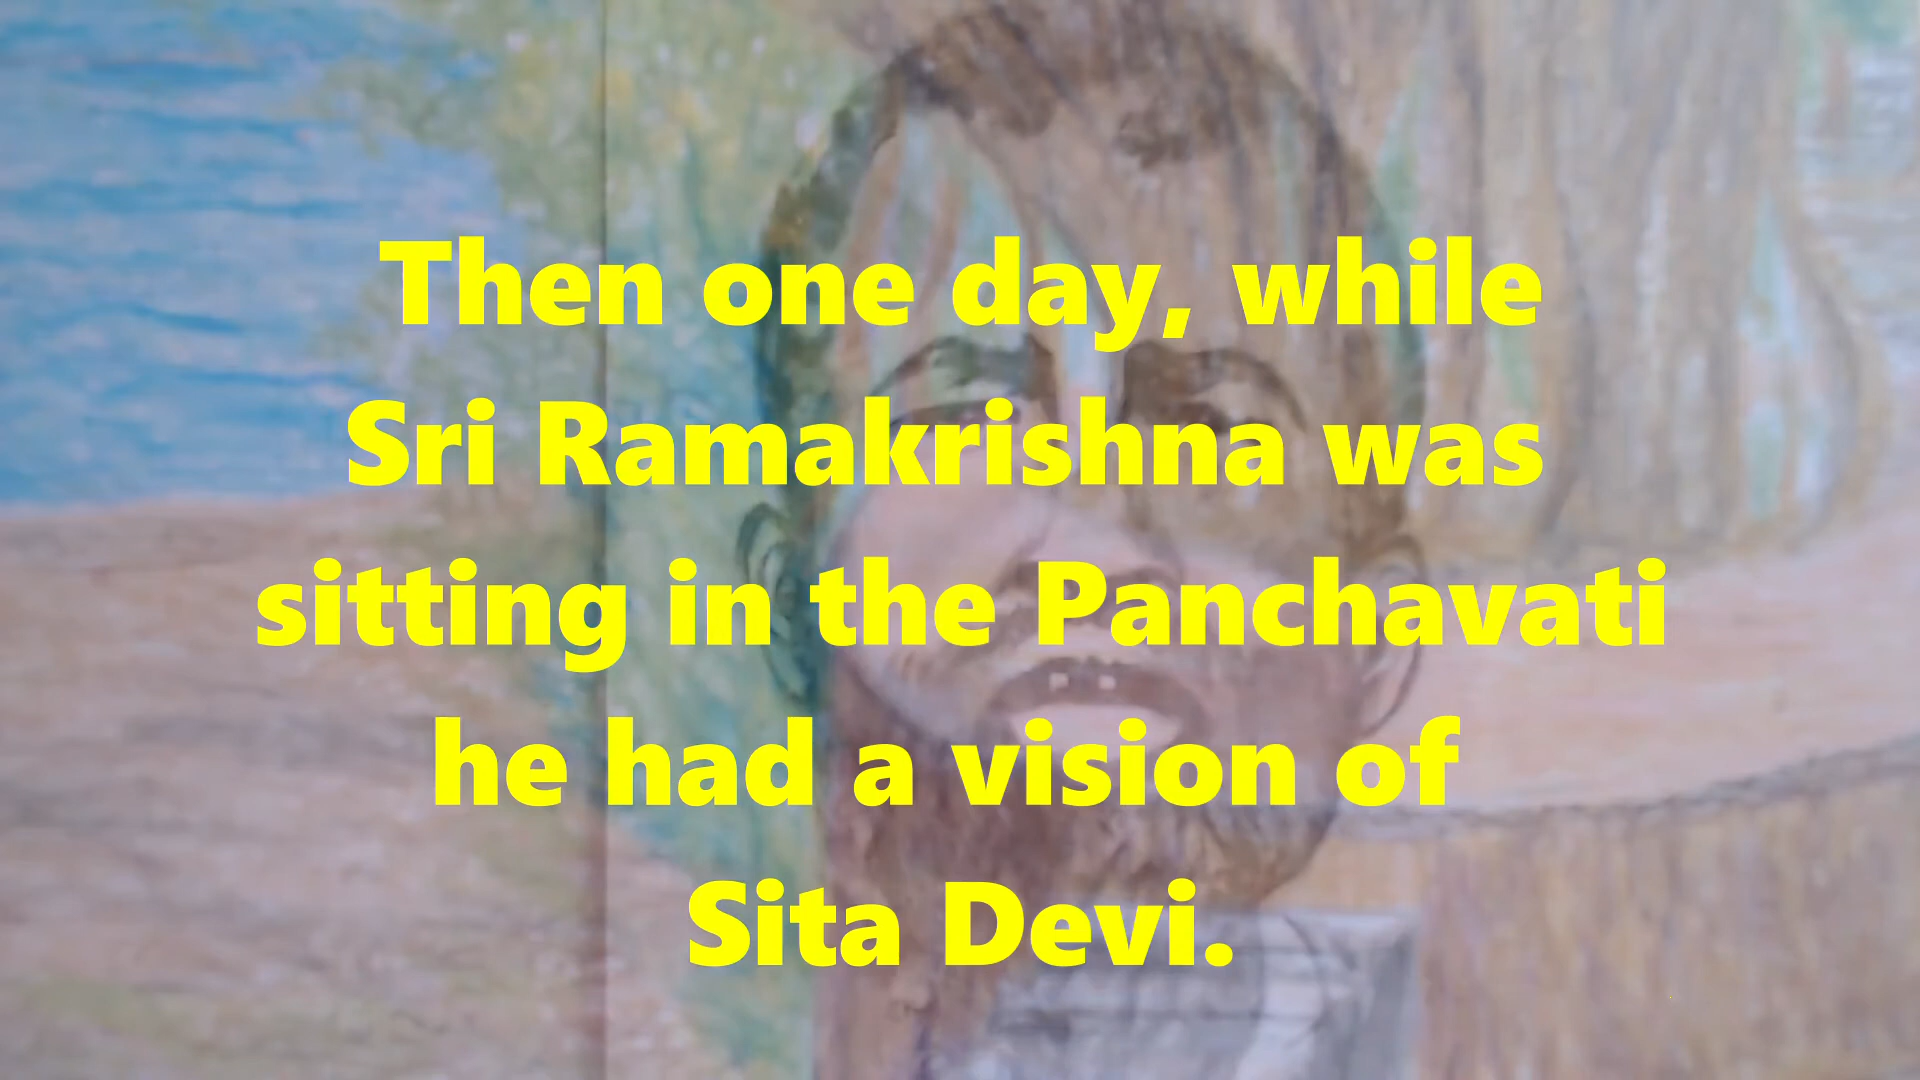 Then one day, while
Sri Ramakrishna was
sitting in the Panchavati
he had a vision of
Sita Devi.